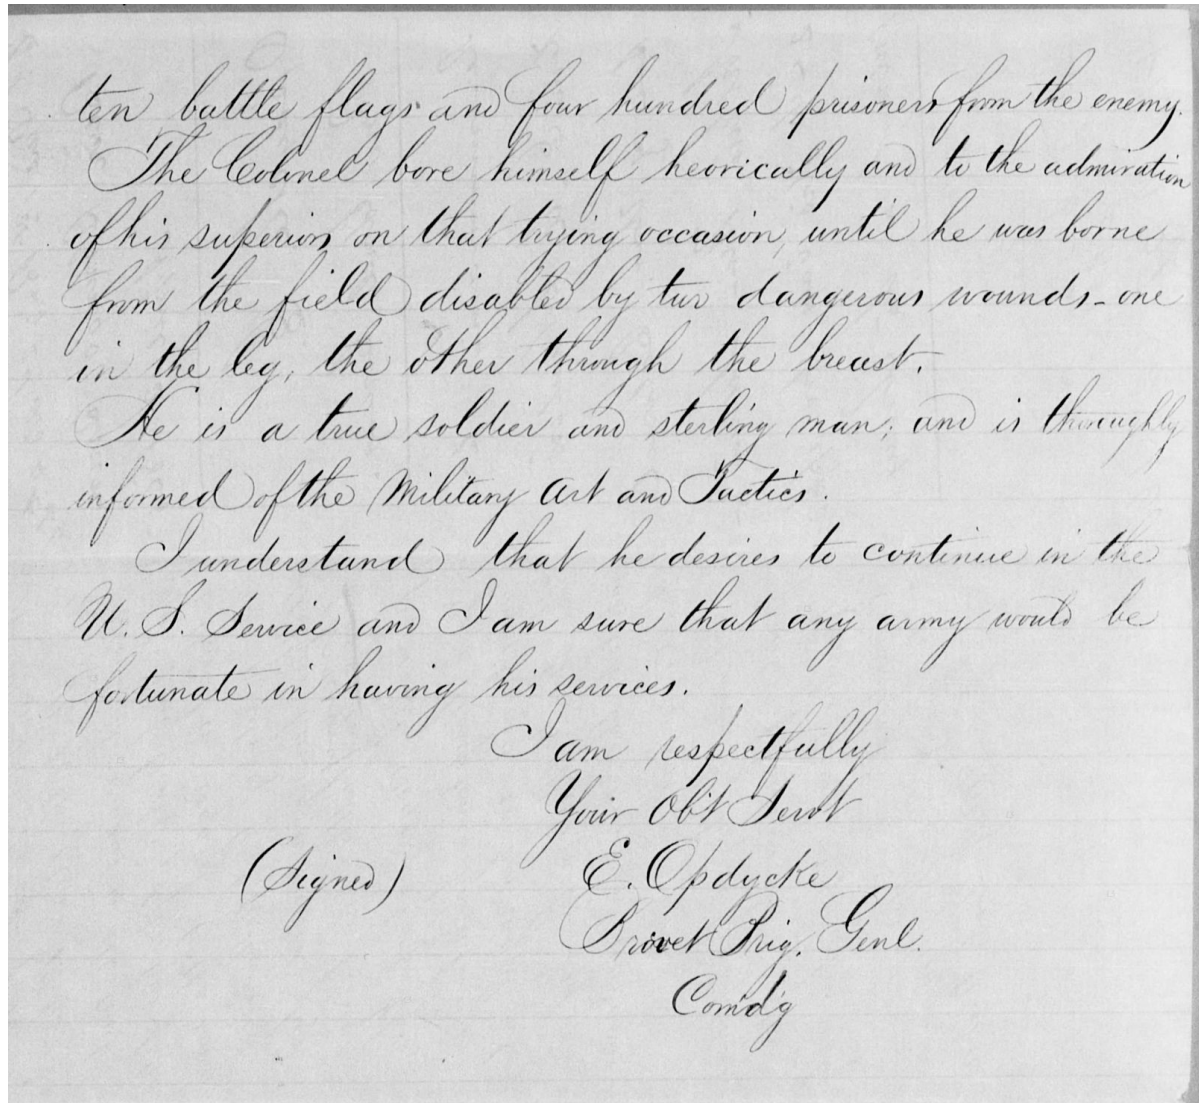 ten battle flags and four hundred prisoners from the enemy.
The Colonel bore himself heorically and to the admiration
of his superiors on that trying occasion, until he was borne
from the field disabled by two dangerous wounds - one
in the leg, the other through the breast.
He is a true soldier and sterling man; and is thoroughly
informed of the Military Art and Tactics.
I understand that he desires to continue in the
U. S. Service and I am sure that any army would be
fortunate in having his services.
I am respectfully
Your Obt Servt
(Signed) E. Opdycke
Brevet Brig. Genl.
Comdg